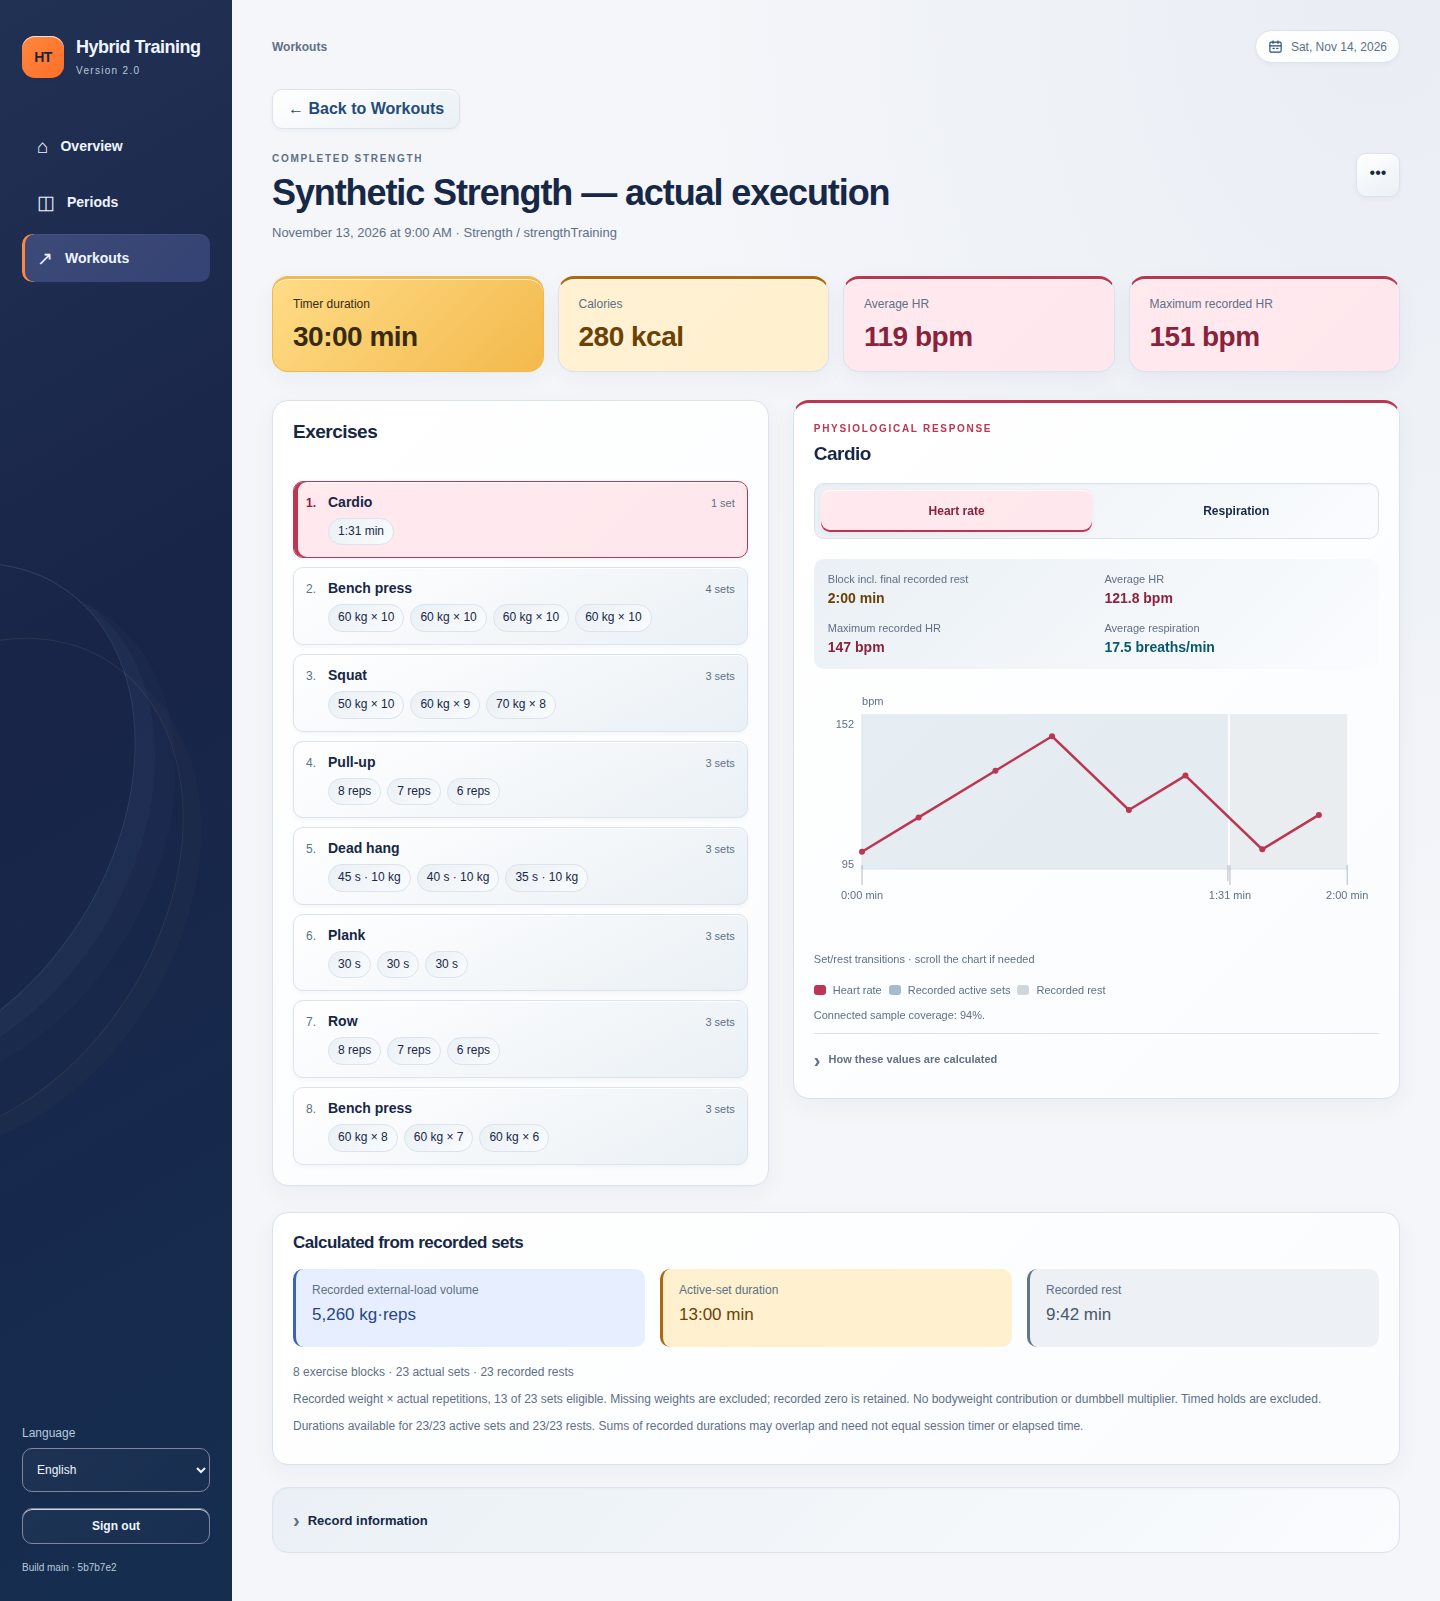 HT
Hybrid Training
Version 2.0
Overview
Periods
Workouts
Language
English
Sign out
Build main · 5b7b7e2
Workouts
Sat, Nov 14, 2026
← Back to Workouts
COMPLETED STRENGTH
Synthetic Strength — actual execution
•••
November 13, 2026 at 9:00 AM · Strength / strengthTraining
Timer duration
30:00 min
Calories
280 kcal
Average HR
119 bpm
Maximum recorded HR
151 bpm
Exercises
1. Cardio 1 set
1:31 min
2. Bench press 4 sets
60 kg × 10 60 kg × 10 60 kg × 10 60 kg × 10
3. Squat 3 sets
50 kg × 10 60 kg × 9 70 kg × 8
4. Pull-up 3 sets
8 reps 7 reps 6 reps
5. Dead hang 3 sets
45 s · 10 kg 40 s · 10 kg 35 s · 10 kg
6. Plank 3 sets
30 s 30 s 30 s
7. Row 3 sets
8 reps 7 reps 6 reps
8. Bench press 3 sets
60 kg × 8 60 kg × 7 60 kg × 6
PHYSIOLOGICAL RESPONSE
Cardio
Heart rate Respiration
Block incl. final recorded rest
2:00 min
Average HR
121.8 bpm
Maximum recorded HR
147 bpm
Average respiration
17.5 breaths/min
bpm
152
95
0:00 min 1:31 min 2:00 min
Set/rest transitions · scroll the chart if needed
Heart rate Recorded active sets Recorded rest
Connected sample coverage: 94%.
› How these values are calculated
Calculated from recorded sets
Recorded external-load volume
5,260 kg·reps
Active-set duration
13:00 min
Recorded rest
9:42 min
8 exercise blocks · 23 actual sets · 23 recorded rests
Recorded weight × actual repetitions, 13 of 23 sets eligible. Missing weights are excluded; recorded zero is retained. No bodyweight contribution or dumbbell multiplier. Timed holds are excluded.
Durations available for 23/23 active sets and 23/23 rests. Sums of recorded durations may overlap and need not equal session timer or elapsed time.
› Record information